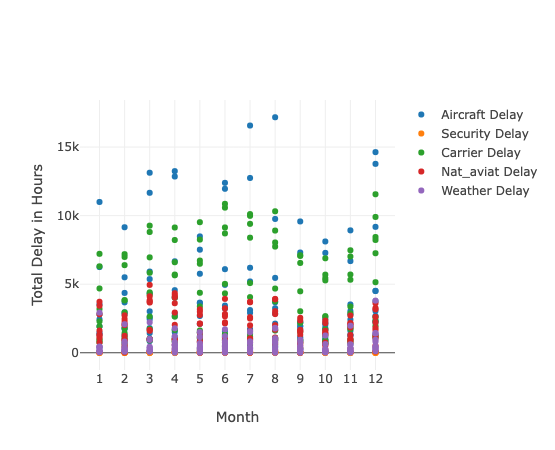 Aircraft Delay
Security Delay
Carrier Delay
Nat_aviat Delay
Weather Delay
15k
10k
5k
0
Total Delay in Hours
1 2 3 4 5 6 7 8 9 10 11 12
Month